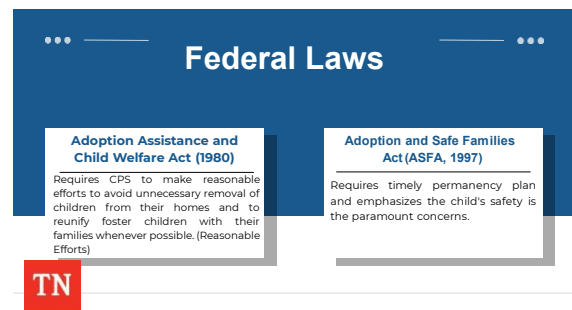 Federal Laws
Adoption Assistance and
Child Welfare Act (1980)
Requires CPS to make reasonable
efforts to avoid unnecessary removal of
children from their homes and to
reunify foster children with their
families whenever possible. (Reasonable
Efforts)
Adoption and Safe Families
Act (ASFA, 1997)
Requires timely permanency plan
and emphasizes the child's safety is
the paramount concerns.
TN